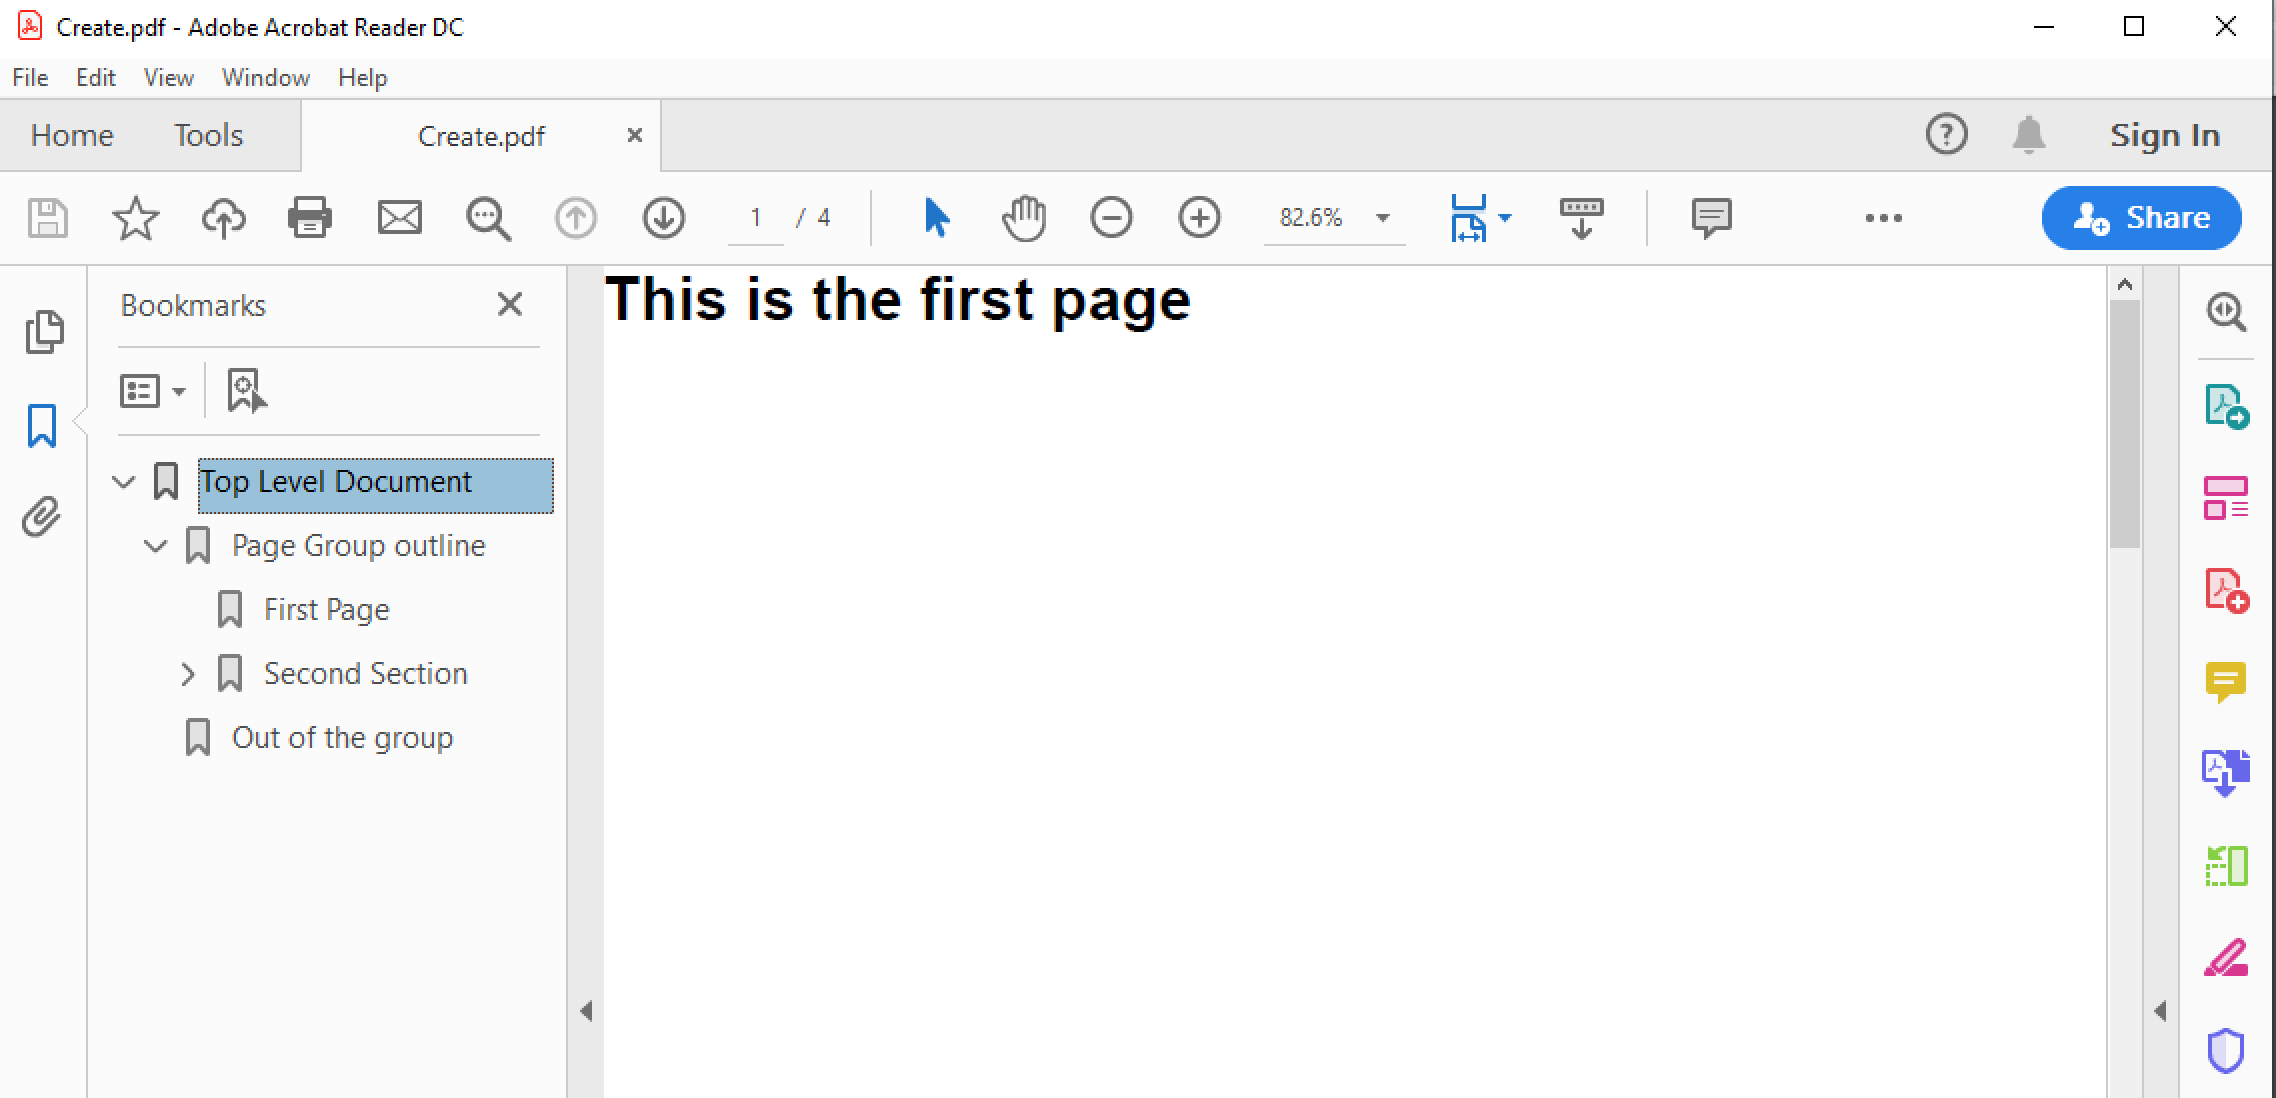 Create.pdf - Adobe Acrobat Reader DC
File Edit View Window Help
Home Tools Create.pdf Sign In
1 / 4 82.6% Share
Bookmarks
This is the first page
Top Level Document
Page Group outline
First Page
Second Section
Out of the group